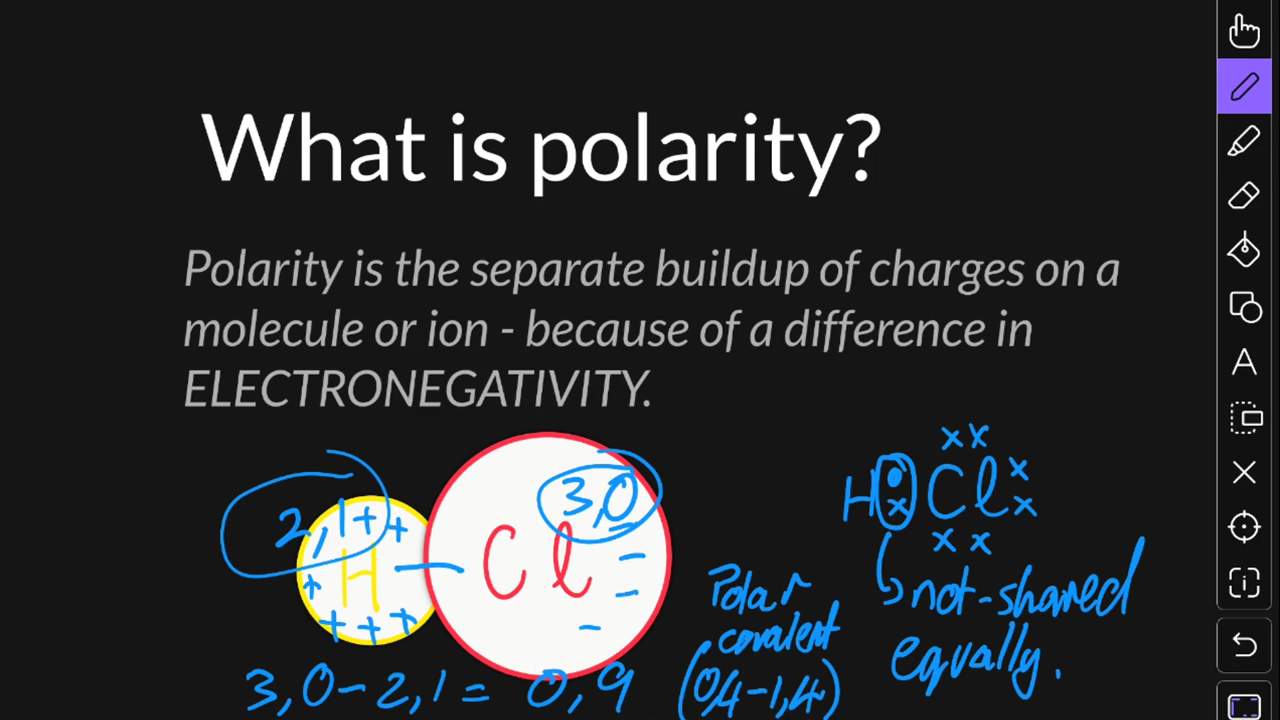 What is polarity?
Polarity is the separate buildup of charges on a
molecule or ion - because of a difference in
ELECTRONEGATIVITY.
2,1 H - Cl 3,0
3,0 - 2,1 = 0,9
Polar
covalent
(0,4-1,4)
H Cl
not-shared
equally.
A